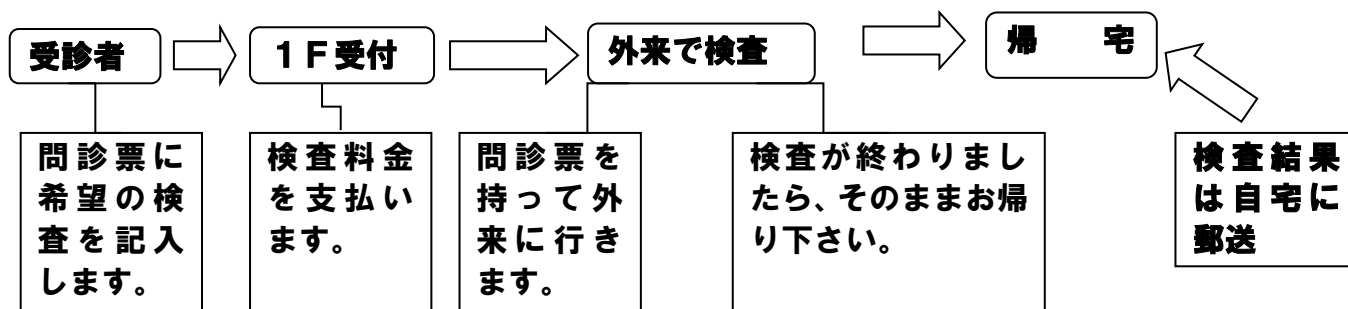 受診者
1F受付
外来で検査
帰　宅
問診票に
希望の検
査を記入
します。
検査料金
を支払い
ます。
問診票を
持って外
来に行き
ます。
検査が終わりまし
たら、そのままお帰
り下さい。
検査結果
は自宅に
郵送